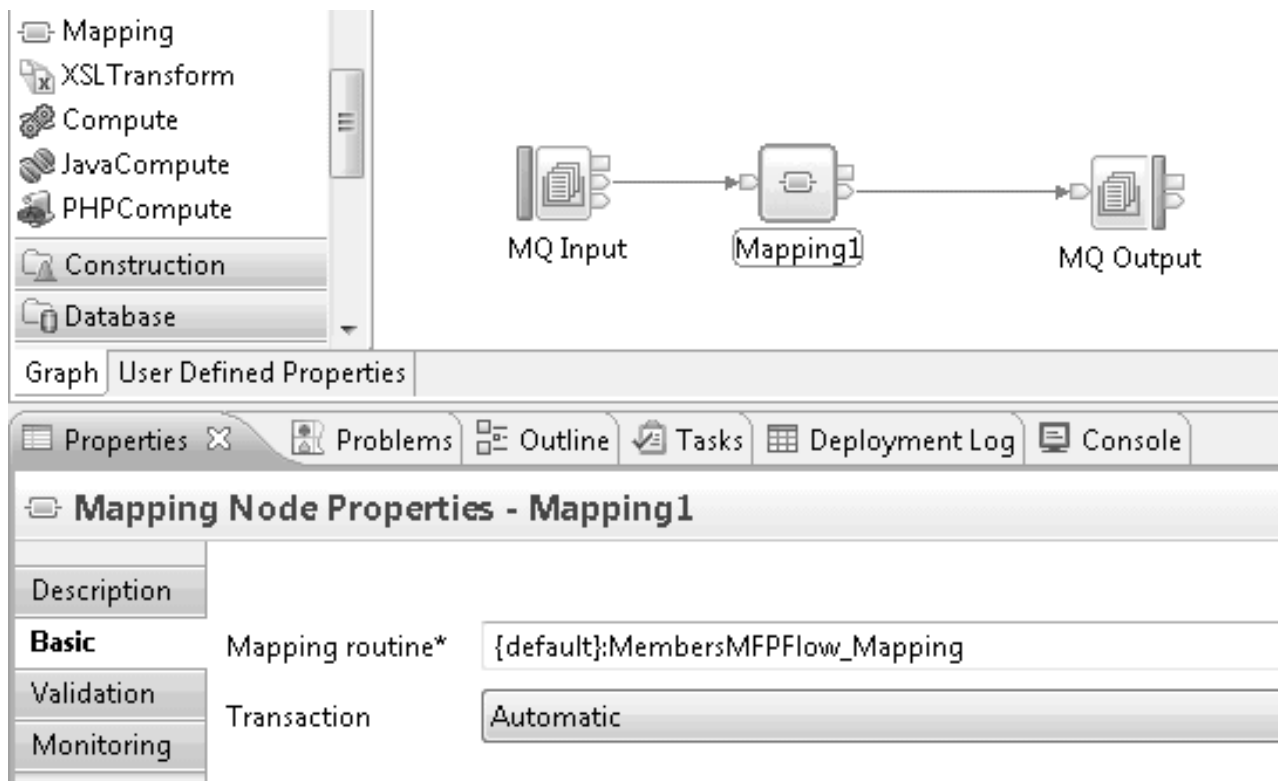 Mapping
XSLTransform
Compute
JavaCompute
PHPCompute
Construction
Database
MQ Input
Mapping1
MQ Output
Graph User Defined Properties
Properties Problems Outline Tasks Deployment Log Console
Mapping Node Properties - Mapping1
Description
Basic
Mapping routine* {default}:MembersMFPFlow_Mapping
Validation
Transaction Automatic
Monitoring